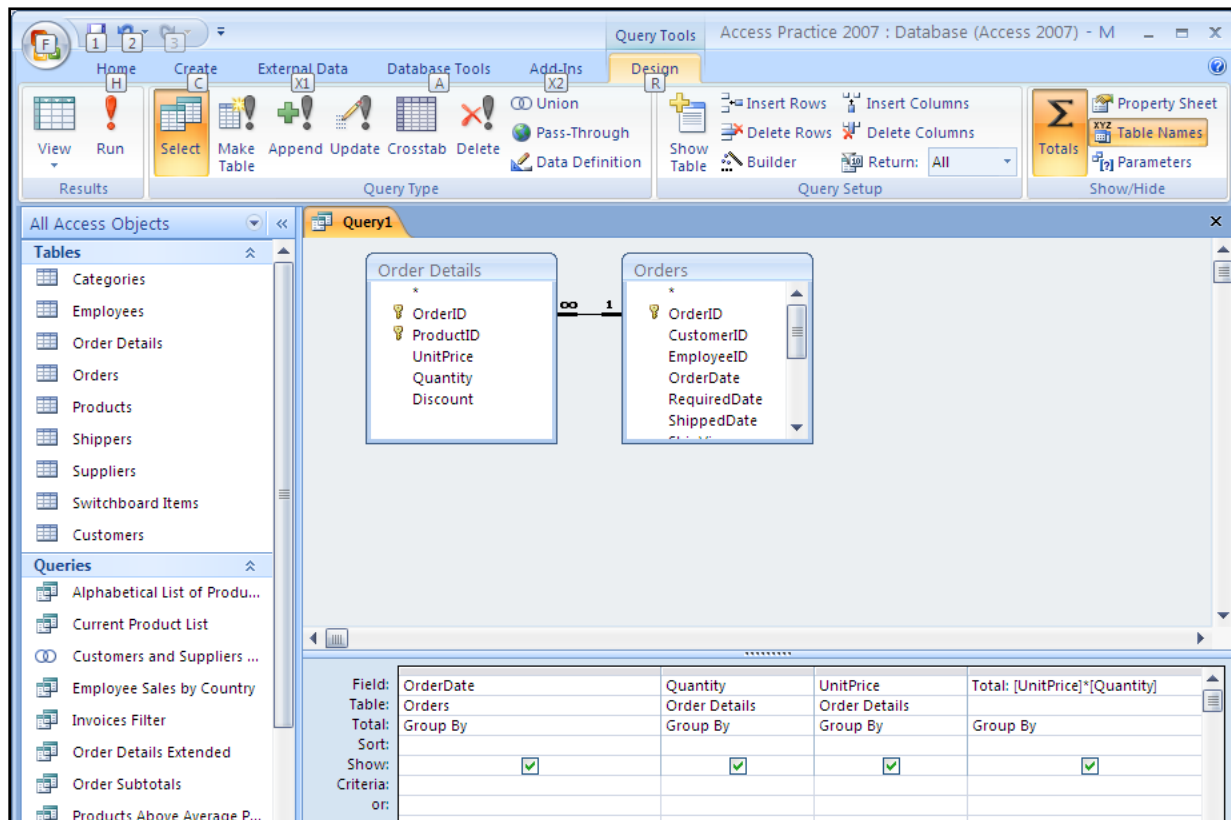 Query Tools Access Practice 2007 : Database (Access 2007) - M
F 1 2 3
Home Create External Data Database Tools Add-Ins Design
H C X1 A X2 R
View Run Select Make Table Append Update Crosstab Delete
Union
Pass-Through
Data Definition
Show Table
Insert Rows Insert Columns
Delete Rows Delete Columns
Builder Return: All
Σ Totals
Property Sheet
XYZ Table Names
[?] Parameters
Results Query Type Query Setup Show/Hide
All Access Objects «
Query1
Tables
Categories
Employees
Order Details
Orders
Products
Shippers
Suppliers
Switchboard Items
Customers
Queries
Alphabetical List of Produ...
Current Product List
Customers and Suppliers ...
Employee Sales by Country
Invoices Filter
Order Details Extended
Order Subtotals
Products Above Average P...
Order Details
*
OrderID
ProductID
UnitPrice
Quantity
Discount
∞ 1
Orders
*
OrderID
CustomerID
EmployeeID
OrderDate
RequiredDate
ShippedDate
Field: OrderDate Quantity UnitPrice Total: [UnitPrice]*[Quantity]
Table: Orders Order Details Order Details
Total: Group By Group By Group By Group By
Sort:
Show:
Criteria:
or: